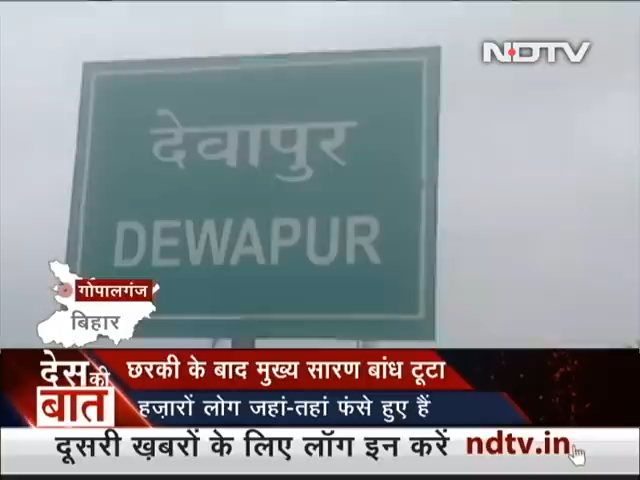 NDTV
देवापुर
DEWAPUR
गोपालगंज
बिहार
देस की बात
छरकी के बाद मुख्य सारण बांध टूटा
हज़ारों लोग जहां-तहां फंसे हुए हैं
दूसरी ख़बरों के लिए लॉग इन करें ndtv.in